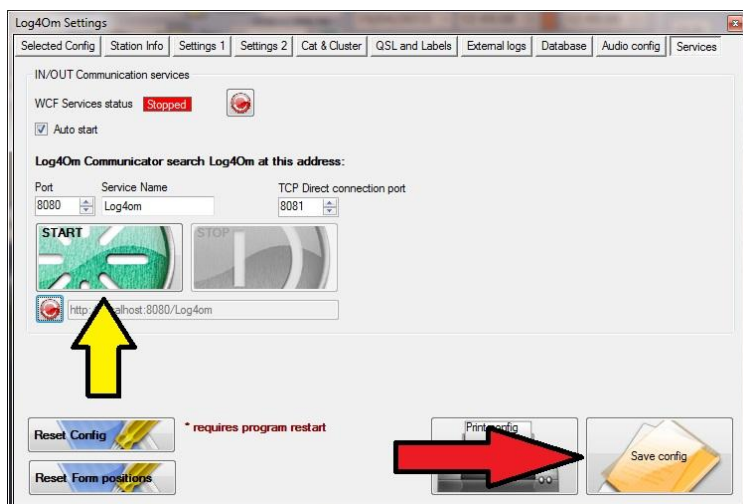 Log4Om Settings
Selected Config Station Info Settings 1 Settings 2 Cat & Cluster QSL and Labels External logs Database Audio config Services
IN/OUT Communication services
WCF Services status Stopped
Auto start
Log4Om Communicator search Log4Om at this address:
Port Service Name TCP Direct connection port
8080 Log4om 8081
START STOP
http: alhost:8080/Log4om
Reset Config * requires program restart Print config
Save config
Reset Form positions